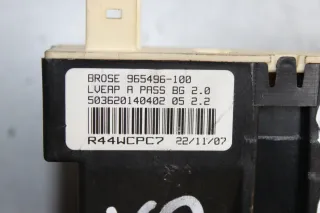 BROSE 965496-100
LVEAP A PASS BG 2.0
503620140402 05 2.2
R44WCPC7 22/11/07